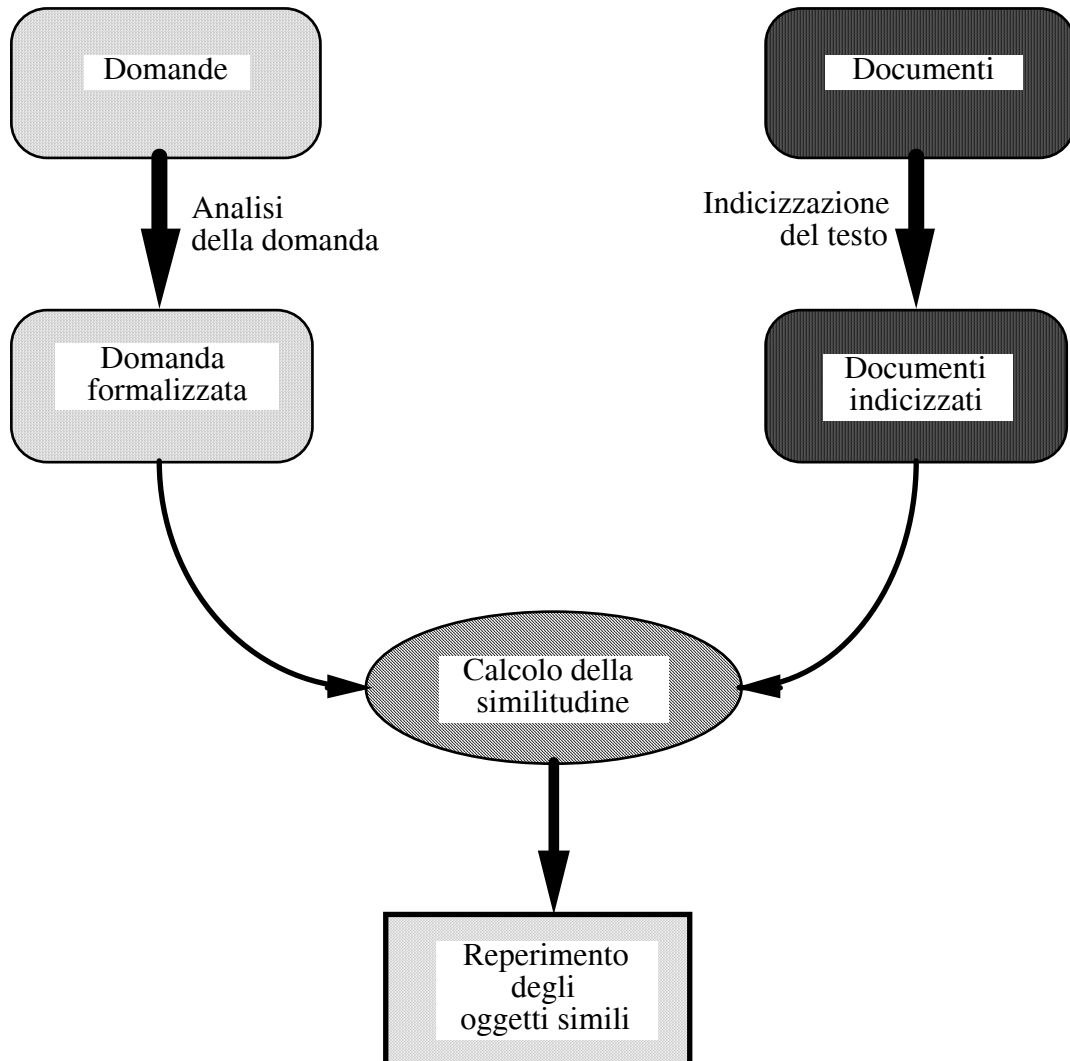 Domande
Documenti
Analisi
della domanda
Indicizzazione
del testo
Domanda
formalizzata
Documenti
indicizzati
Calcolo della
similitudine
Reperimento
degli
oggetti simili